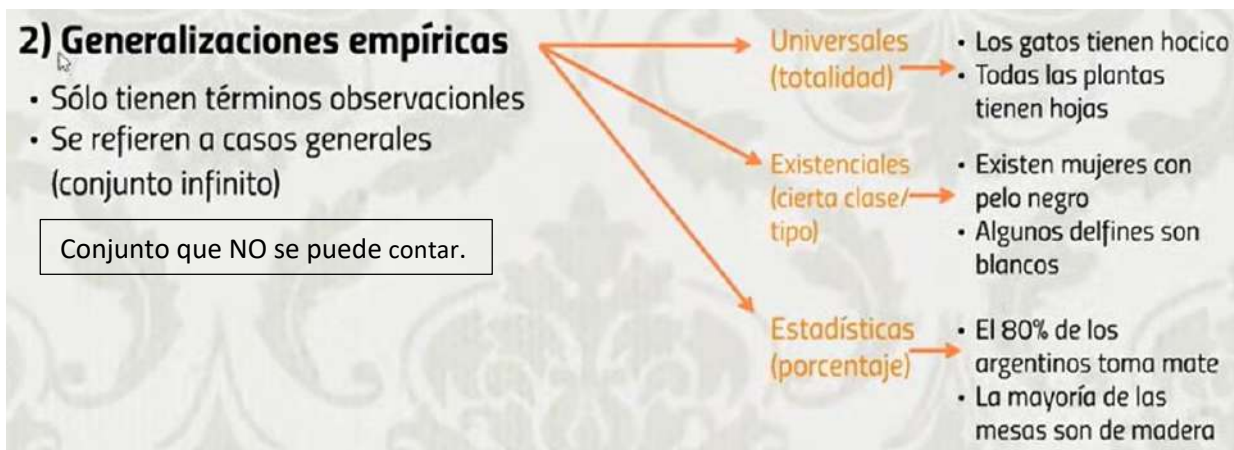 2) Generalizaciones empíricas
• Sólo tienen términos observacionles
• Se refieren a casos generales
(conjunto infinito)
Conjunto que NO se puede contar.
Universales
(totalidad)
• Los gatos tienen hocico
• Todas las plantas
tienen hojas
Existenciales
(cierta clase/
tipo)
• Existen mujeres con
pelo negro
• Algunos delfines son
blancos
Estadísticas
(porcentaje)
• El 80% de los
argentinos toma mate
• La mayoría de las
mesas son de madera